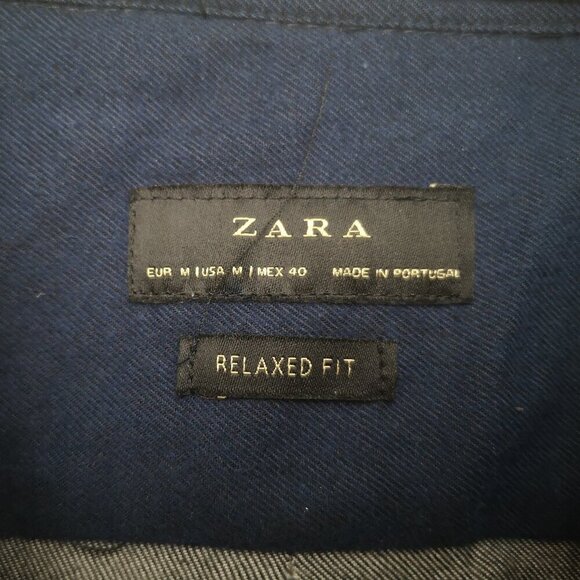 ZARA
EUR M | USA M | MEX 40 MADE IN PORTUGAL
RELAXED FIT